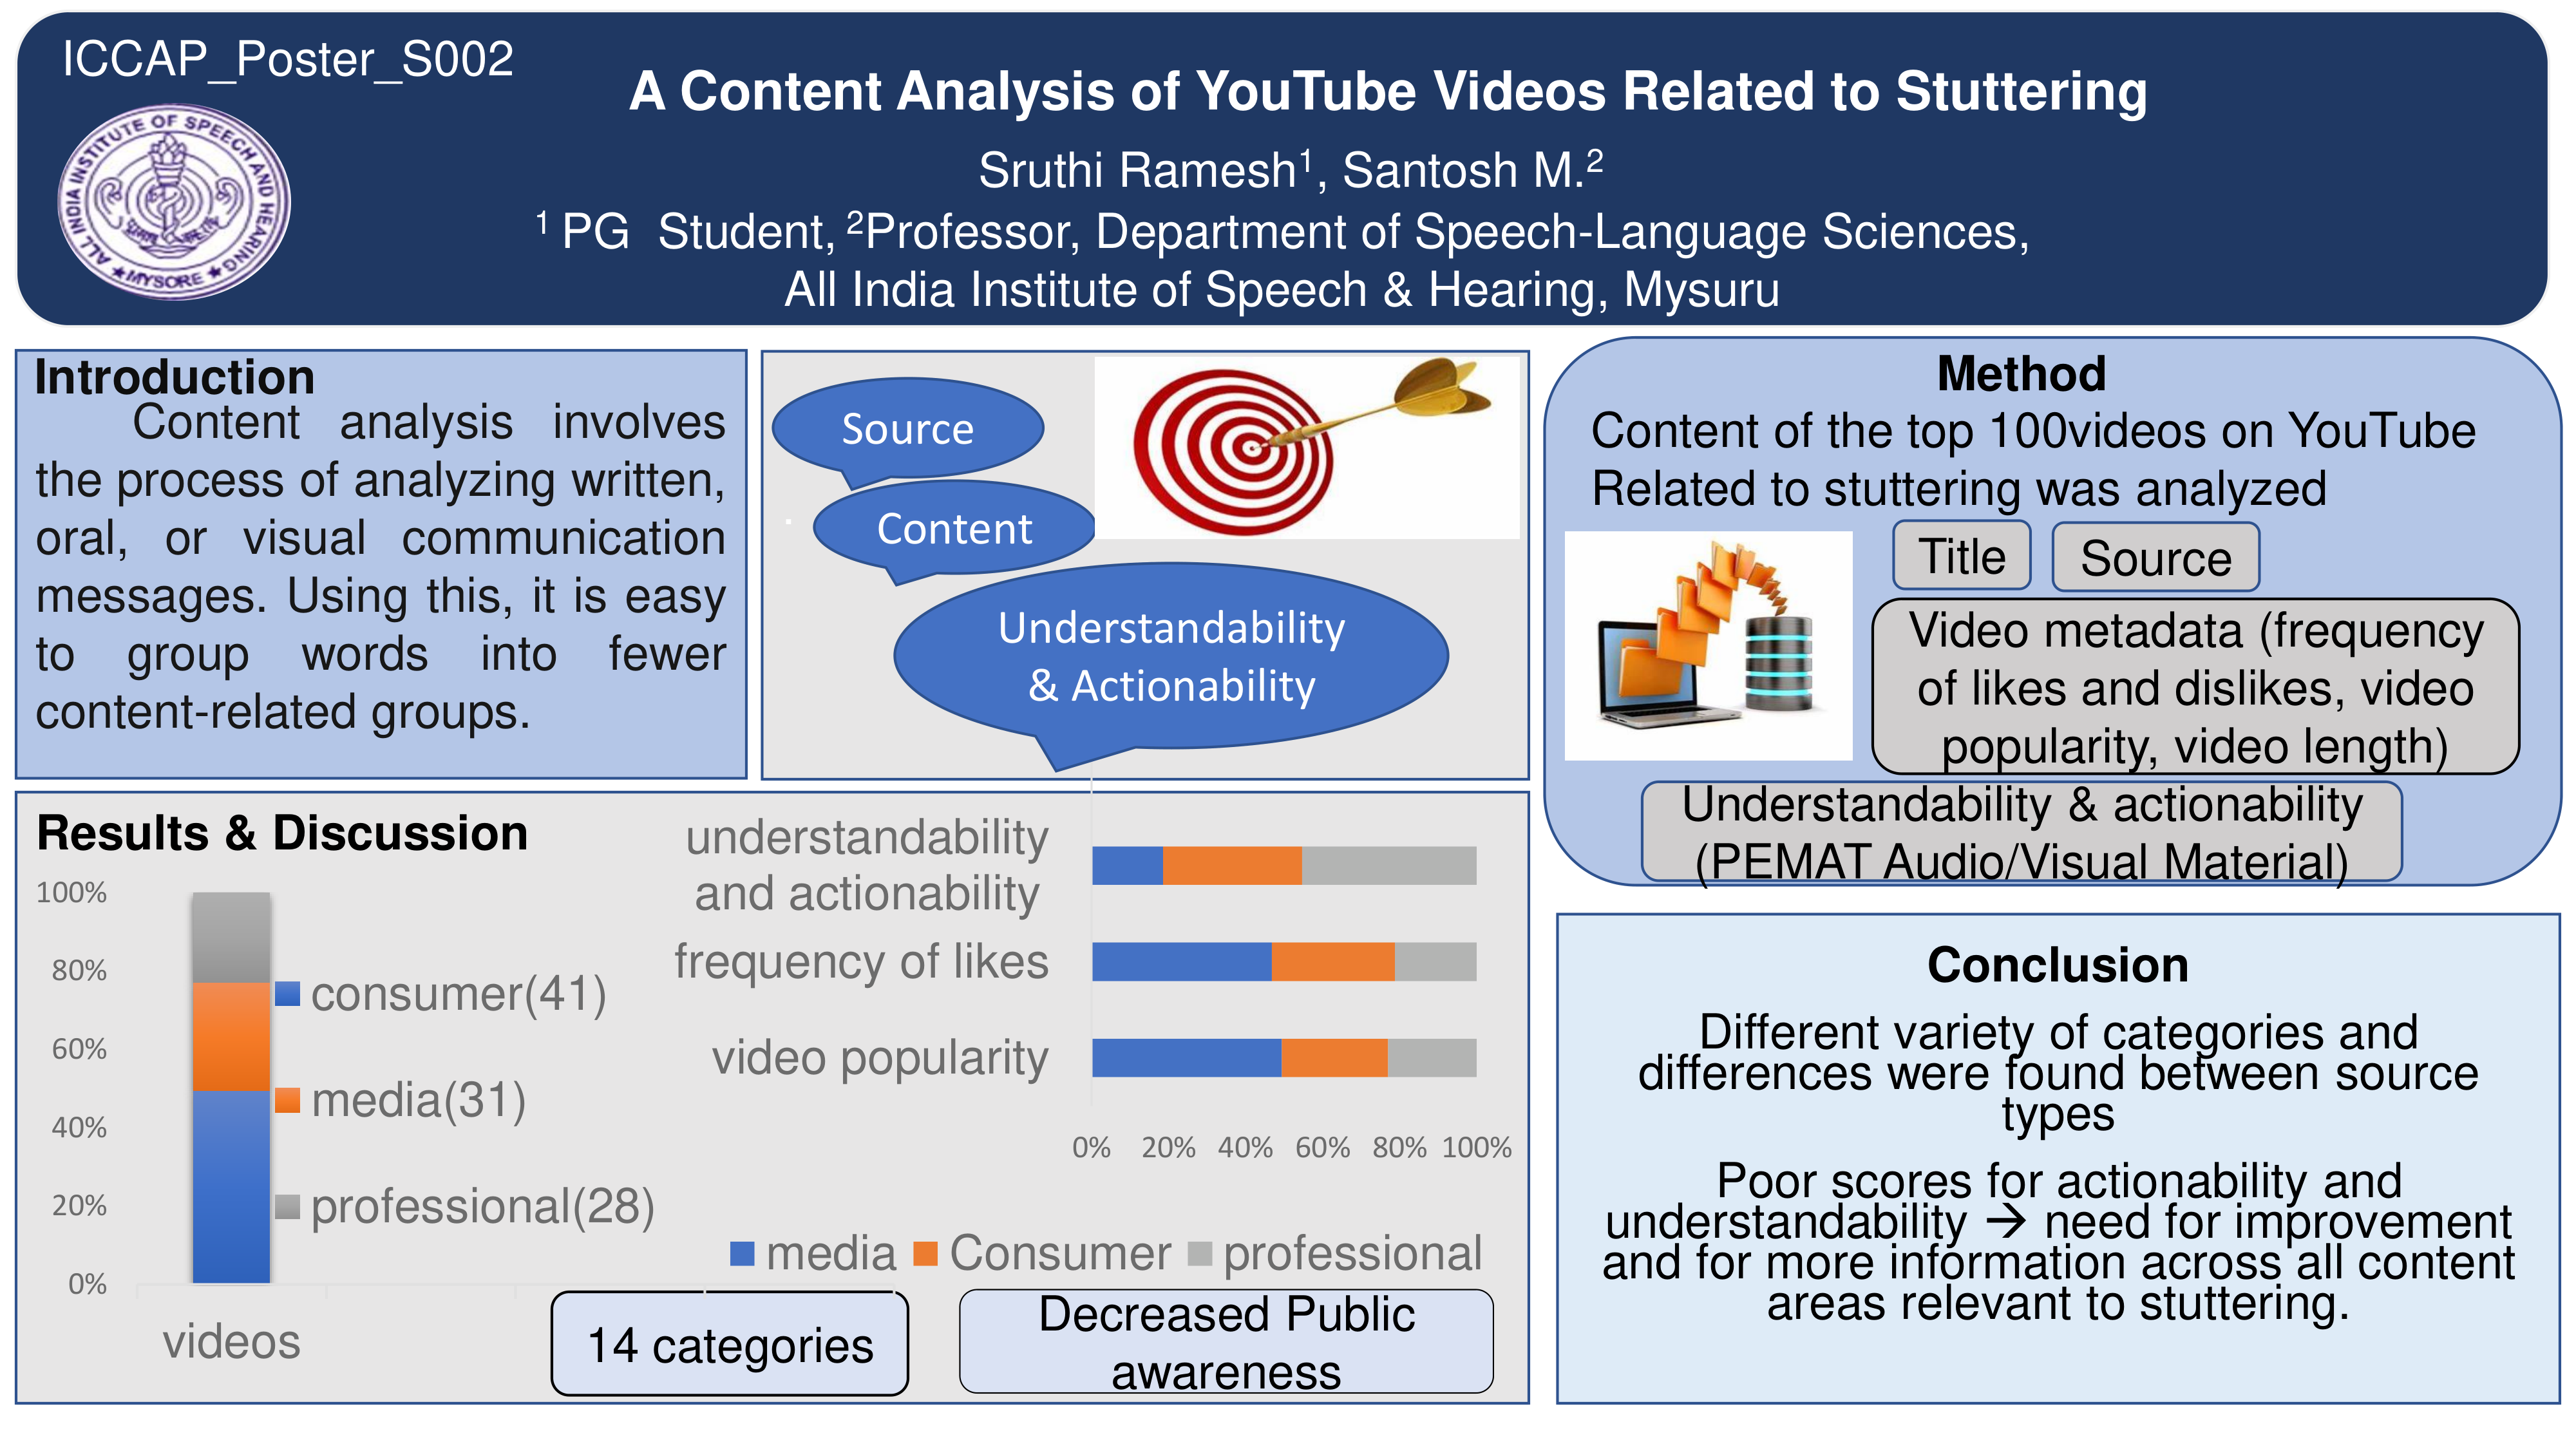 ICCAP_Poster_S002
ALL INDIA INSTITUTE OF SPEECH AND HEARING
★ MYSORE ★
A Content Analysis of YouTube Videos Related to Stuttering
Sruthi Ramesh¹, Santosh M.²
¹ PG Student, ²Professor, Department of Speech-Language Sciences,
All India Institute of Speech & Hearing, Mysuru
Introduction
Content analysis involves
the process of analyzing written,
oral, or visual communication
messages. Using this, it is easy
to group words into fewer
content-related groups.
Source
Content
Understandability
& Actionability
Method
Content of the top 100videos on YouTube
Related to stuttering was analyzed
Title
Source
Video metadata (frequency
of likes and dislikes, video
popularity, video length)
Understandability & actionability
(PEMAT Audio/Visual Material)
Results & Discussion
100%
80%
60%
40%
20%
0%
videos
consumer(41)
media(31)
professional(28)
understandability
and actionability
frequency of likes
video popularity
0% 20% 40% 60% 80% 100%
media Consumer professional
14 categories
Decreased Public
awareness
Conclusion
Different variety of categories and
differences were found between source
types
Poor scores for actionability and
understandability → need for improvement
and for more information across all content
areas relevant to stuttering.